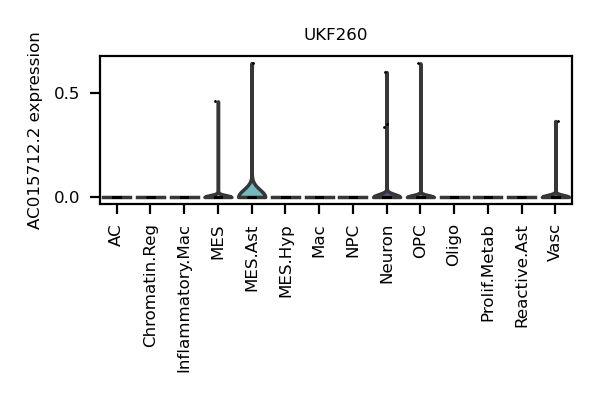 UKF260
AC015712.2 expression
0.5
0.0
AC
Chromatin.Reg
Inflammatory.Mac
MES
MES.Ast
MES.Hyp
Mac
NPC
Neuron
OPC
Oligo
Prolif.Metab
Reactive.Ast
Vasc